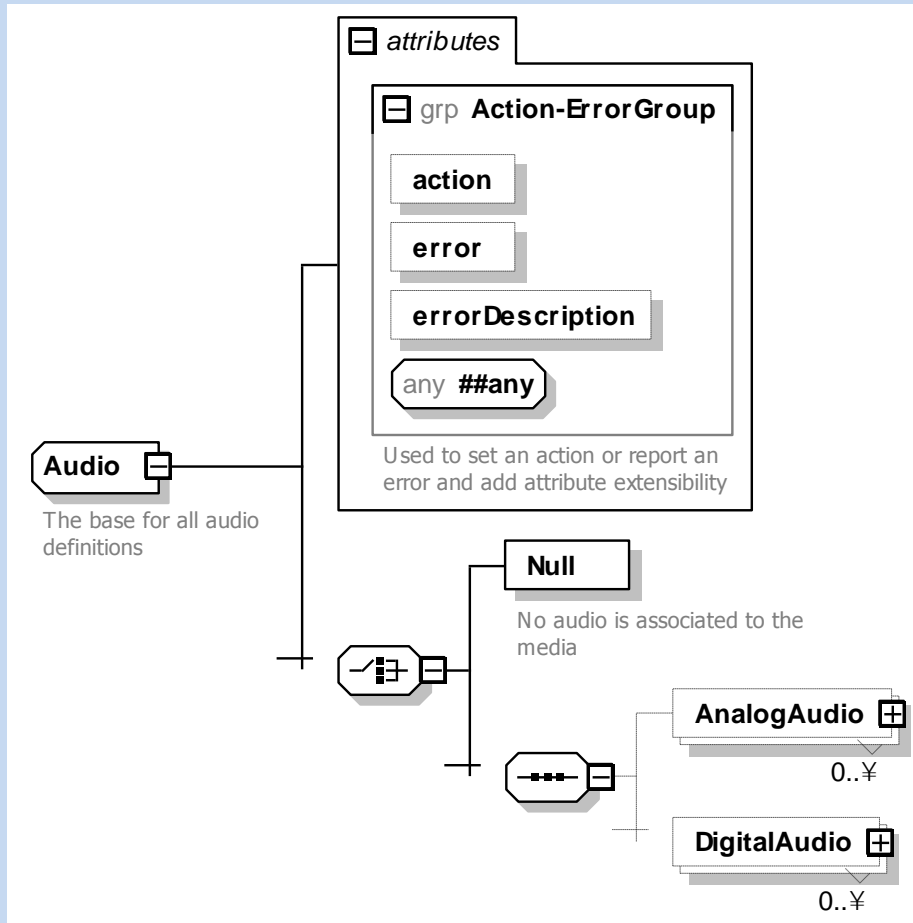 attributes
grp Action-ErrorGroup
action
error
errorDescription
any ##any
Used to set an action or report an
error and add attribute extensibility
Audio
The base for all audio
definitions
Null
No audio is associated to the
media
AnalogAudio
0..¥
DigitalAudio
0..¥